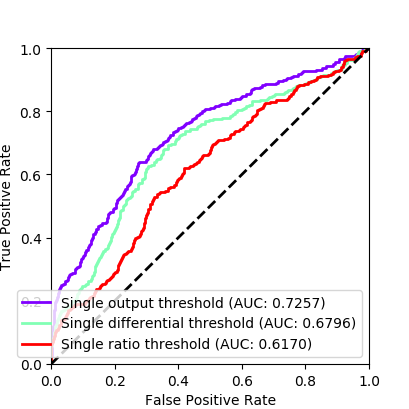 1.0
0.8
0.6
0.4
0.2
0.0
True Positive Rate
Single output threshold (AUC: 0.7257)
Single differential threshold (AUC: 0.6796)
Single ratio threshold (AUC: 0.6170)
0.0 0.2 0.4 0.6 0.8 1.0
False Positive Rate